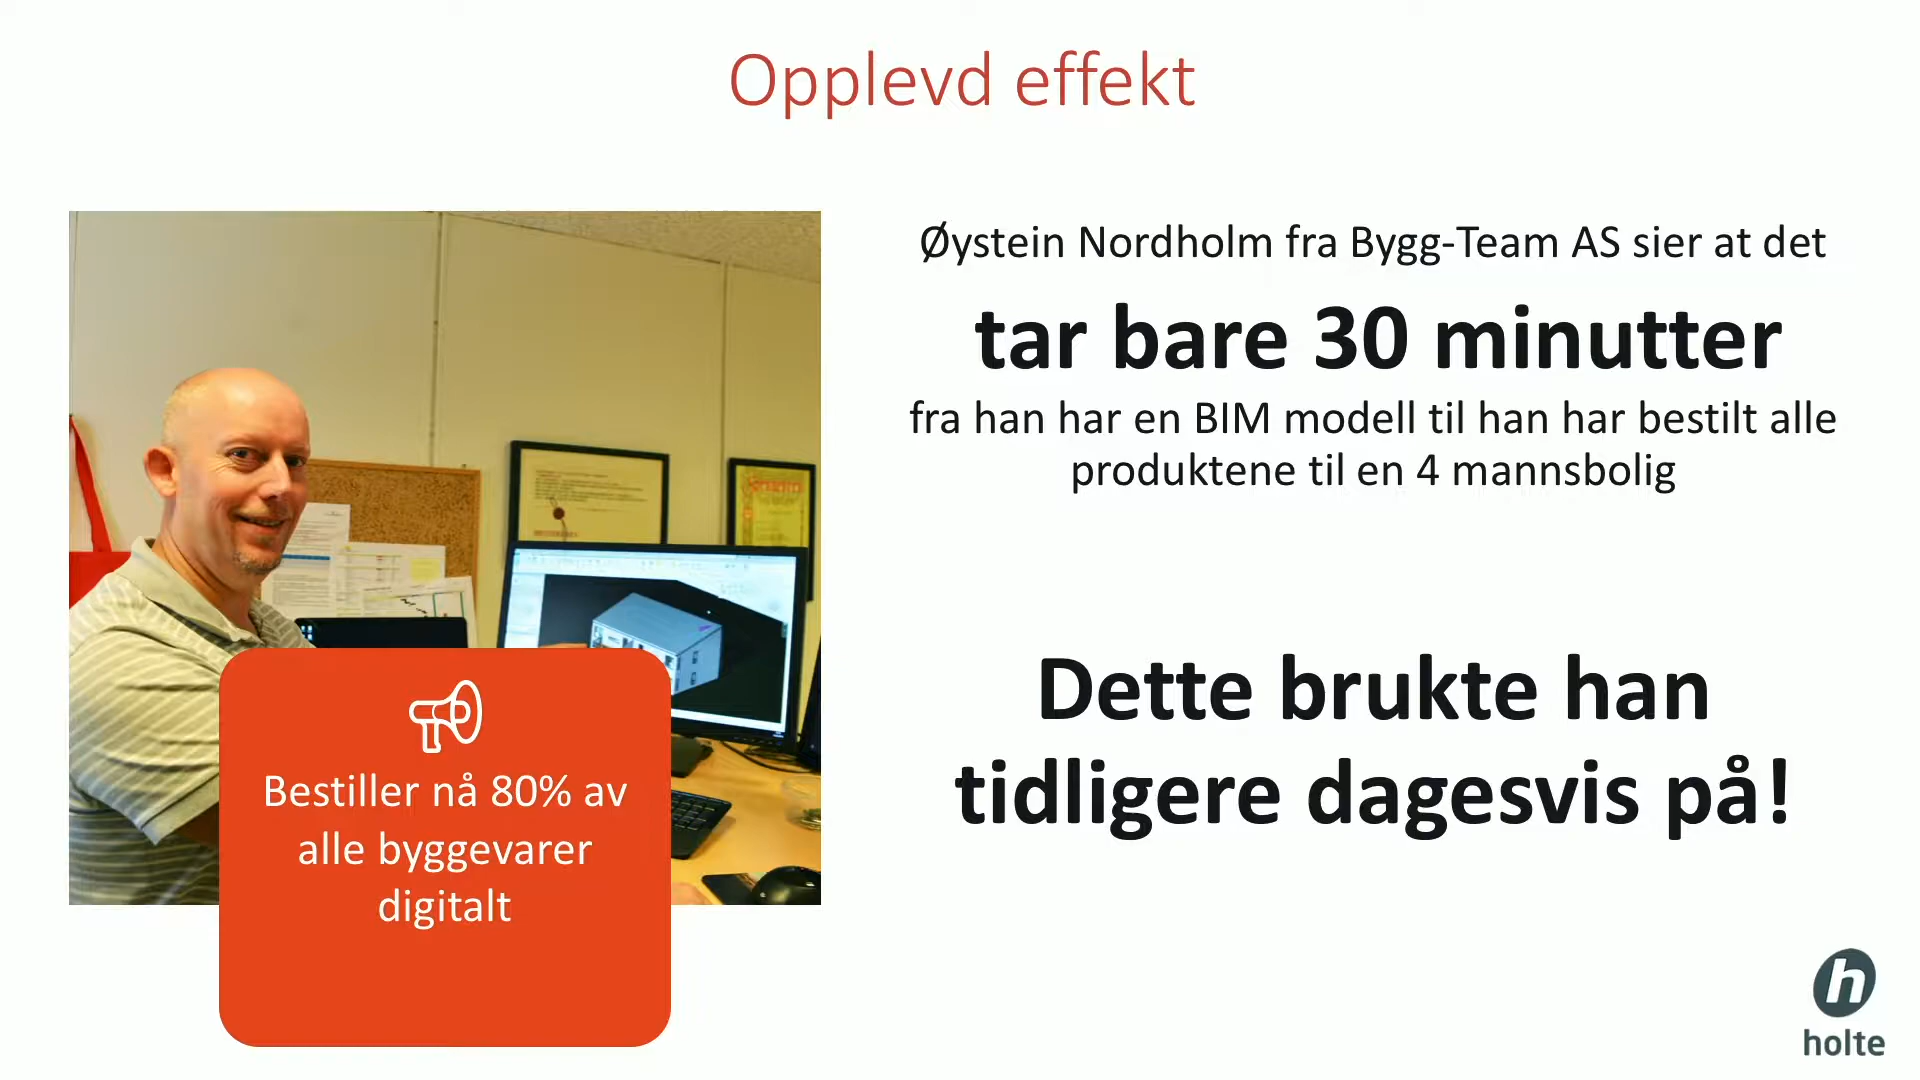 Opplevd effekt
Øystein Nordholm fra Bygg-Team AS sier at det
tar bare 30 minutter
fra han har en BIM modell til han har bestilt alle
produktene til en 4 mannsbolig
Dette brukte han
tidligere dagesvis på!
Bestiller nå 80% av
alle byggevarer
digitalt
h
holte